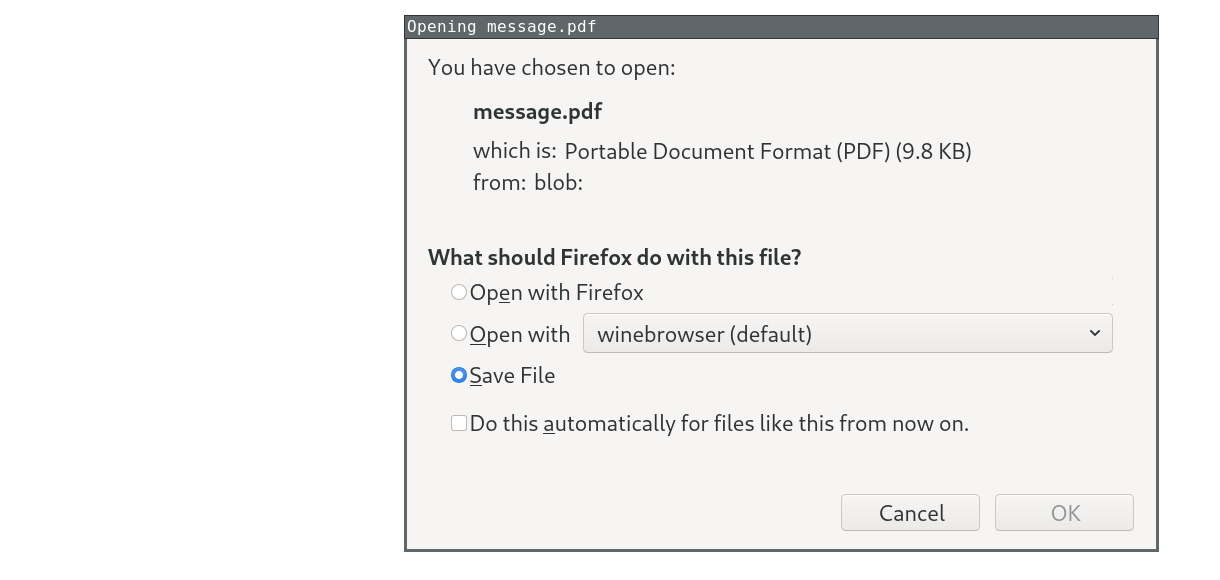 Opening message.pdf
You have chosen to open:
message.pdf
which is: Portable Document Format (PDF) (9.8 KB)
from: blob:
What should Firefox do with this file?
Open with Firefox
Open with winebrowser (default)
Save File
Do this automatically for files like this from now on.
Cancel OK